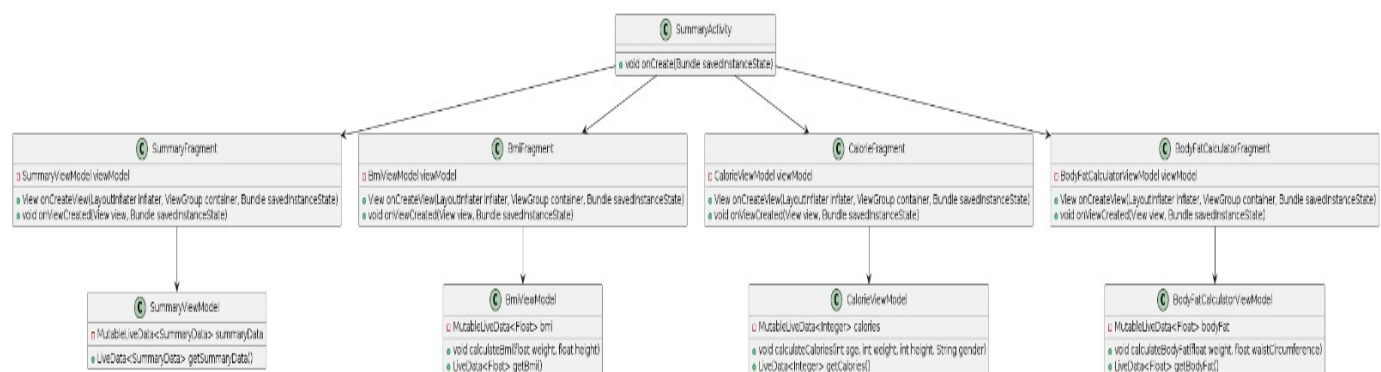 SummaryActivity
void onCreate(Bundle savedInstanceState)
SummaryFragment
SummaryViewModel viewModel
View onCreateView(LayoutInflater inflater, ViewGroup container, Bundle savedInstanceState)
void onViewCreated(View view, Bundle savedInstanceState)
BmiFragment
BmiViewModel viewModel
View onCreateView(LayoutInflater inflater, ViewGroup container, Bundle savedInstanceState)
void onViewCreated(View view, Bundle savedInstanceState)
CalorieFragment
CalorieViewModel viewModel
View onCreateView(LayoutInflater inflater, ViewGroup container, Bundle savedInstanceState)
void onViewCreated(View view, Bundle savedInstanceState)
BodyFatCalculatorFragment
BodyFatCalculatorViewModel viewModel
View onCreateView(LayoutInflater inflater, ViewGroup container, Bundle savedInstanceState)
void onViewCreated(View view, Bundle savedInstanceState)
SummaryViewModel
MutableLiveData<SummaryData> summaryData
LiveData<SummaryData> getSummaryData()
BmiViewModel
MutableLiveData<Float> bmi
void calculateBmi(float weight, float height)
LiveData<Float> getBmi()
CalorieViewModel
MutableLiveData<Integer> calories
void calculateCalories(int age, int weight, int height, String gender)
LiveData<Integer> getCalories()
BodyFatCalculatorViewModel
MutableLiveData<Float> bodyFat
void calculateBodyFat(float weight, float waistCircumference)
LiveData<Float> getBodyFat()